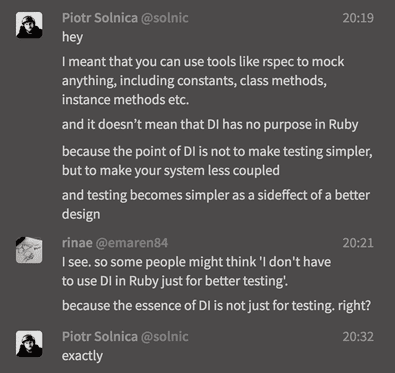 Piotr Solnica @solnic 20:19
hey
I meant that you can use tools like rspec to mock
anything, including constants, class methods,
instance methods etc.
and it doesn’t mean that DI has no purpose in Ruby
because the point of DI is not to make testing simpler,
but to make your system less coupled
and testing becomes simpler as a sideeffect of a better
design
rinae @emaren84 20:21
I see. so some people might think 'I don't have
to use DI in Ruby just for better testing'.
because the essence of DI is not just for testing. right?
Piotr Solnica @solnic 20:32
exactly